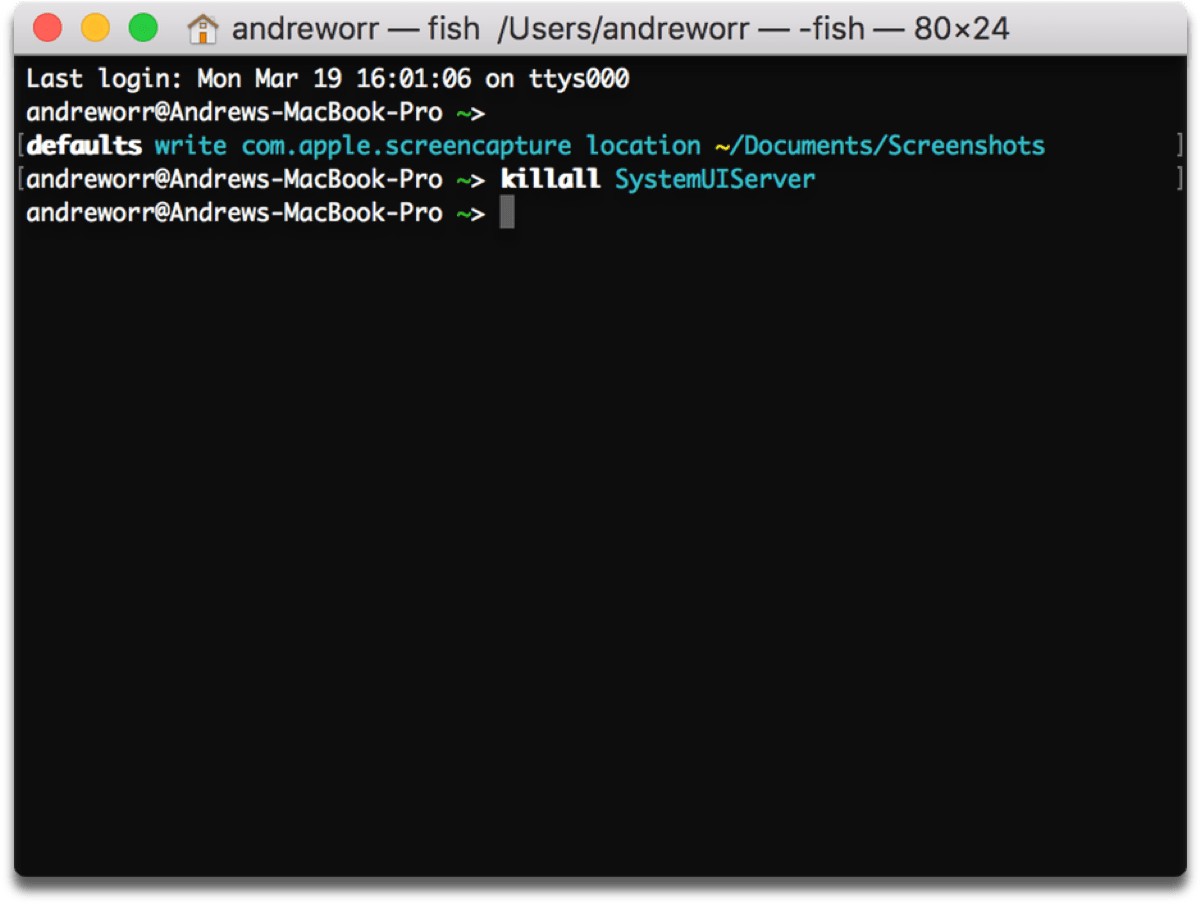 andreworr — fish  /Users/andreworr — -fish — 80×24
Last login: Mon Mar 19 16:01:06 on ttys000
andreworr@Andrews-MacBook-Pro ~>
[defaults write com.apple.screencapture location ~/Documents/Screenshots ]
[andreworr@Andrews-MacBook-Pro ~> killall SystemUIServer ]
andreworr@Andrews-MacBook-Pro ~>